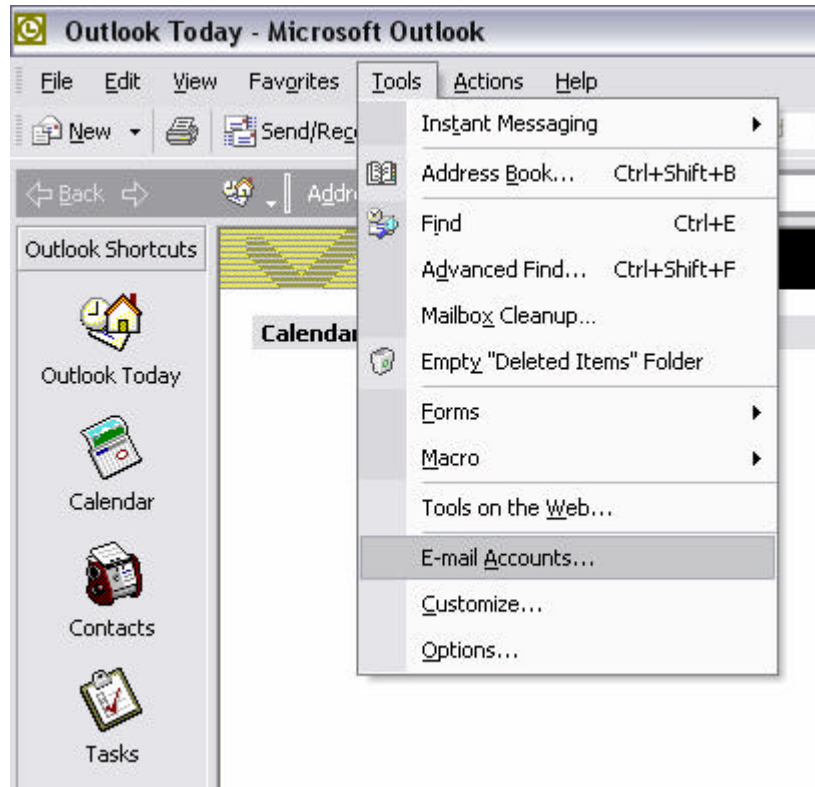 Outlook Today - Microsoft Outlook
File Edit View Favorites Tools Actions Help
New Send/Rec
Back Addr
Outlook Shortcuts
Outlook Today
Calendar
Contacts
Tasks
Calendar
Instant Messaging
Address Book... Ctrl+Shift+B
Find Ctrl+E
Advanced Find... Ctrl+Shift+F
Mailbox Cleanup...
Empty "Deleted Items" Folder
Forms
Macro
Tools on the Web...
E-mail Accounts...
Customize...
Options...